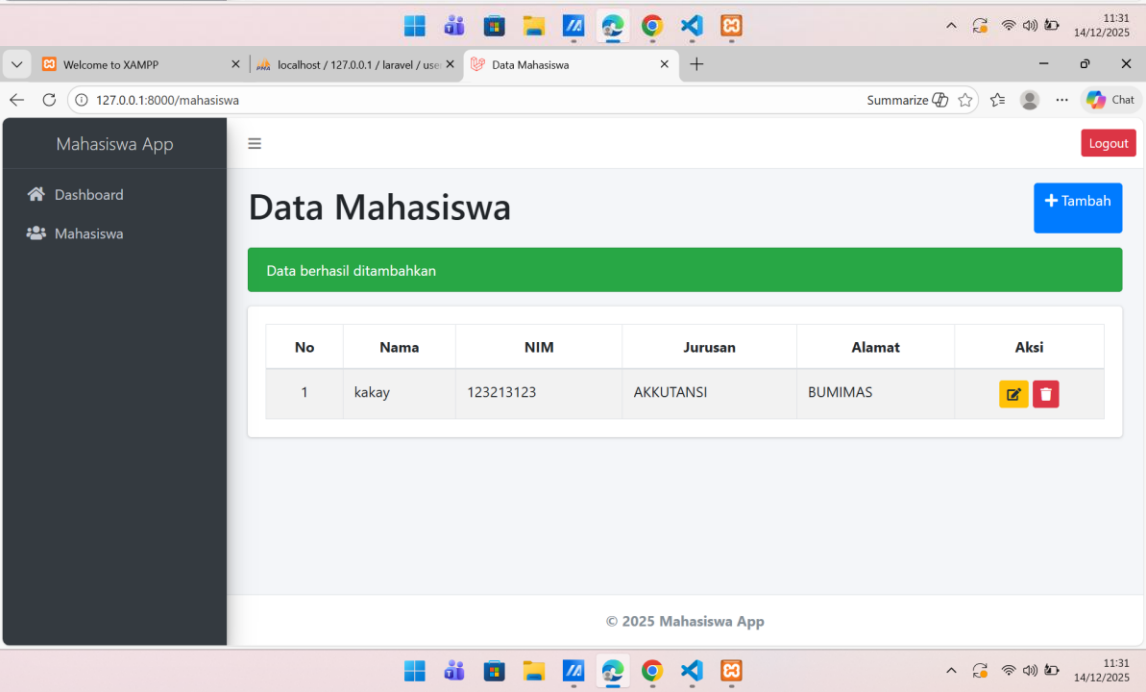 11:31
14/12/2025
Welcome to XAMPP
localhost / 127.0.0.1 / laravel / use
Data Mahasiswa
127.0.0.1:8000/mahasiswa
Summarize
Chat
Mahasiswa App
Logout
Dashboard
Mahasiswa
Data Mahasiswa
Tambah
Data berhasil ditambahkan
No Nama NIM Jurusan Alamat Aksi
1 kakay 123213123 AKKUTANSI BUMIMAS
© 2025 Mahasiswa App
11:31
14/12/2025